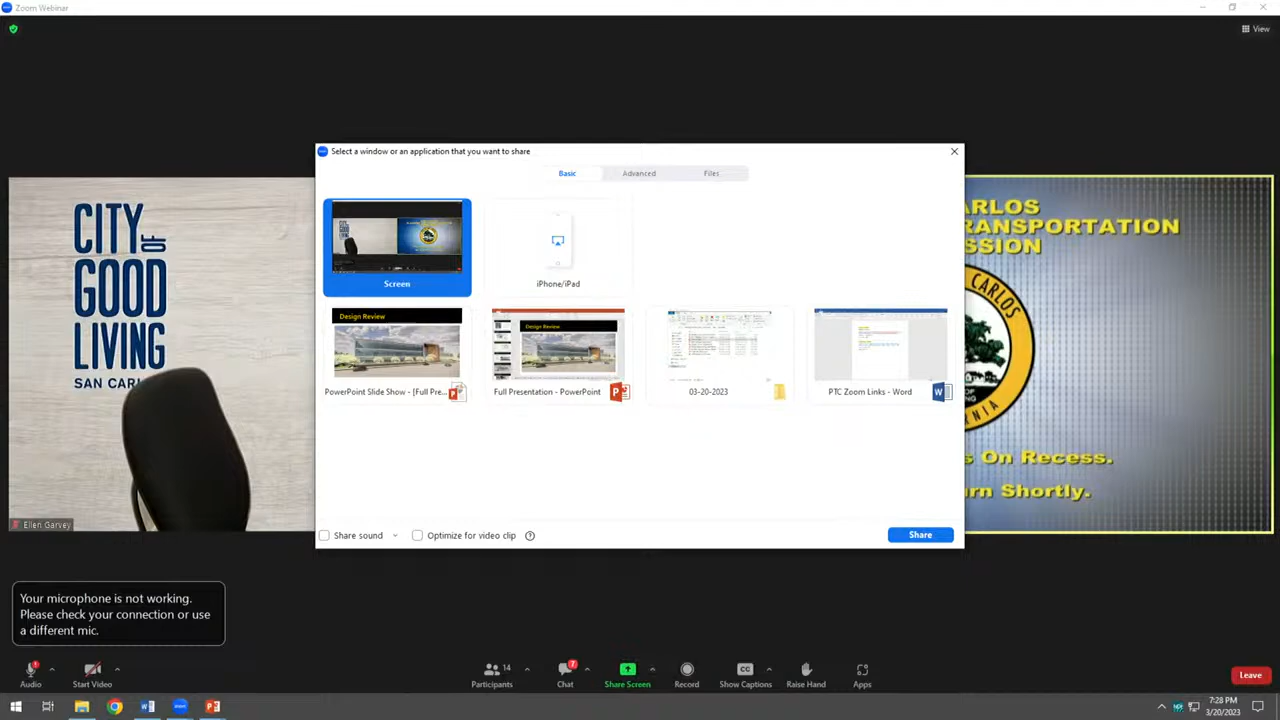 Zoom Webinar
View
Select a window or an application that you want to share
Basic
Advanced
Files
Screen
iPhone/iPad
Design Review
Design Review
PowerPoint Slide Show - [Full Pre...
Full Presentation - PowerPoint
03-20-2023
PTC Zoom Links - Word
Share sound
Optimize for video clip
Share
CITY OF
GOOD
LIVING
SAN CARL
Ellen Garvey
ARLOS
TRANSPORTATION
SSION
CARLOS
s On Recess.
rn Shortly.
Your microphone is not working.
Please check your connection or use
a different mic.
Audio
Start Video
Participants
14
Chat
7
Share Screen
Record
CC
Show Captions
Raise Hand
Apps
Leave
7:28 PM
3/20/2023